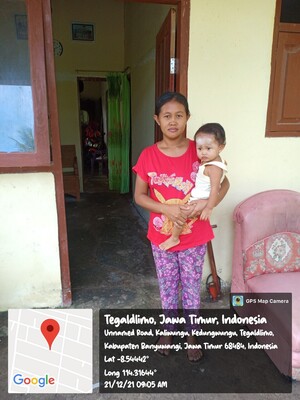 GPS Map Camera
Tegaldlimo, Jawa Timur, Indonesia
Unnamed Road, Kaliwungu, Kedungwungu, Tegaldlimo,
Kabupaten Banyuwangi, Jawa Timur 68484, Indonesia
Lat -8.54442°
Long 114.31644°
21/12/21 09:05 AM
Google